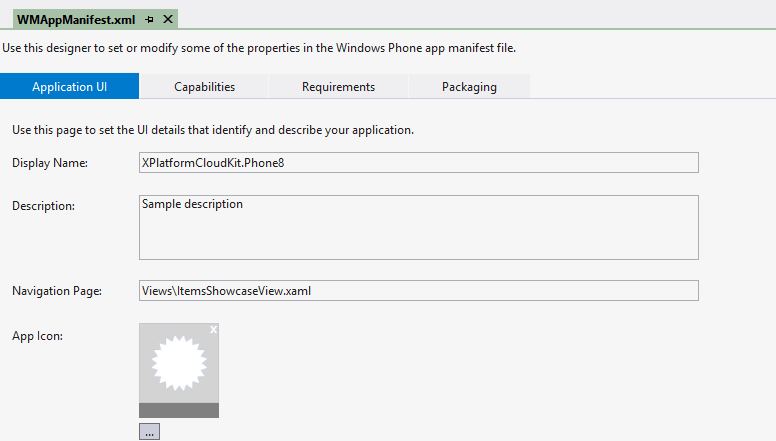 WMAppManifest.xml
Use this designer to set or modify some of the properties in the Windows Phone app manifest file.
Application UI Capabilities Requirements Packaging
Use this page to set the UI details that identify and describe your application.
Display Name: XPlatformCloudKit.Phone8
Description: Sample description
Navigation Page: Views\ItemsShowcaseView.xaml
App Icon:
x
...